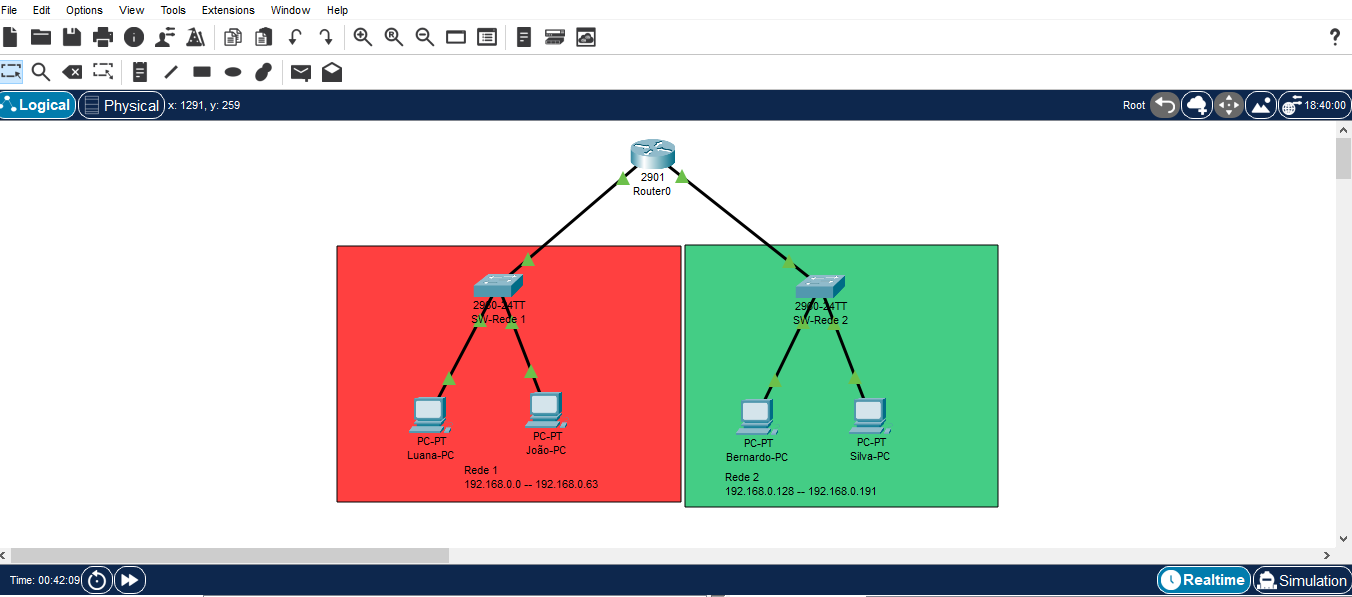 File Edit Options View Tools Extensions Window Help
Logical Physical x: 1291, y: 259 Root 18:40:00
2901
Router0
2960-24TT
SW-Rede 1
2960-24TT
SW-Rede 2
PC-PT
Luana-PC
PC-PT
João-PC
PC-PT
Bernardo-PC
PC-PT
Silva-PC
Rede 1
192.168.0.0 -- 192.168.0.63
Rede 2
192.168.0.128 -- 192.168.0.191
Time: 00:42:09 Realtime Simulation